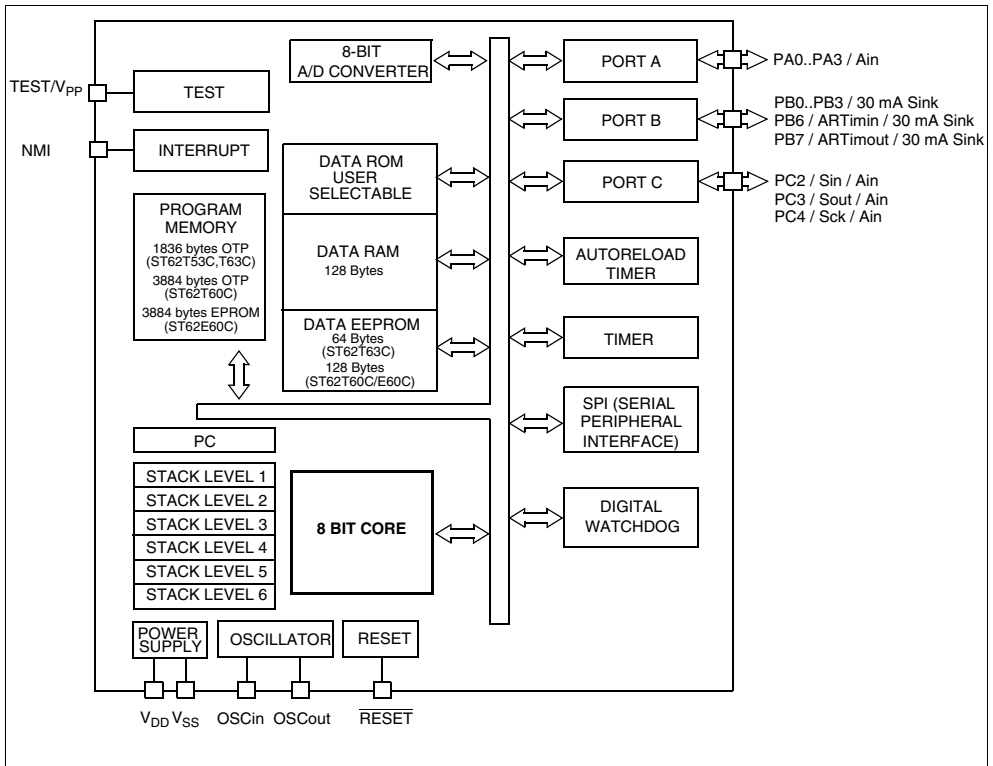 8-BIT
A/D CONVERTER
PORT A
PA0..PA3 / Ain
TEST/VPP
TEST
PORT B
PB0..PB3 / 30 mA Sink
PB6 / ARTimin / 30 mA Sink
PB7 / ARTimout / 30 mA Sink
NMI
INTERRUPT
DATA ROM
USER
SELECTABLE
PORT C
PC2 / Sin / Ain
PC3 / Sout / Ain
PC4 / Sck / Ain
PROGRAM
MEMORY
1836 bytes OTP
(ST62T53C,T63C)
3884 bytes OTP
(ST62T60C)
3884 bytes EPROM
(ST62E60C)
DATA RAM
128 Bytes
AUTORELOAD
TIMER
DATA EEPROM
64 Bytes
(ST62T63C)
128 Bytes
(ST62T60C/E60C)
TIMER
SPI (SERIAL
PERIPHERAL
INTERFACE)
PC
STACK LEVEL 1
STACK LEVEL 2
STACK LEVEL 3
STACK LEVEL 4
STACK LEVEL 5
STACK LEVEL 6
8 BIT CORE
DIGITAL
WATCHDOG
POWER
SUPPLY
OSCILLATOR
RESET
VDD VSS
OSCin OSCout
RESET